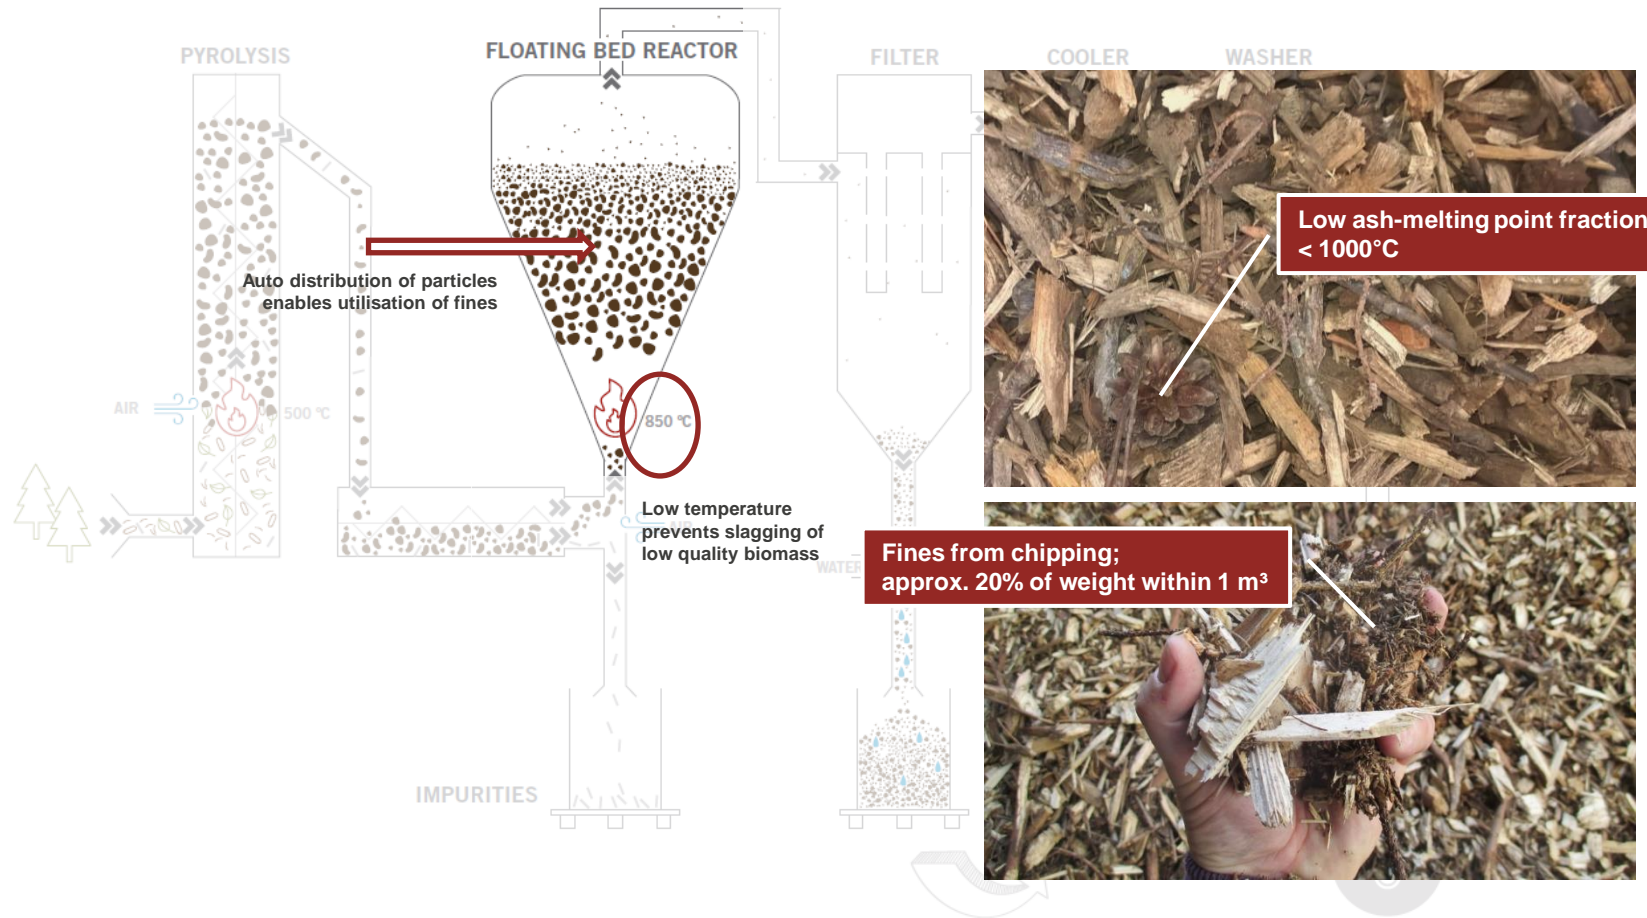 PYROLYSIS
FLOATING BED REACTOR
FILTER
COOLER
WASHER
Low ash-melting point fraction
< 1000°C
Auto distribution of particles
enables utilisation of fines
AIR
500 °C
850 °C
Low temperature
prevents slagging of
low quality biomass
AIR
Fines from chipping;
approx. 20% of weight within 1 m³
WATER
IMPURITIES